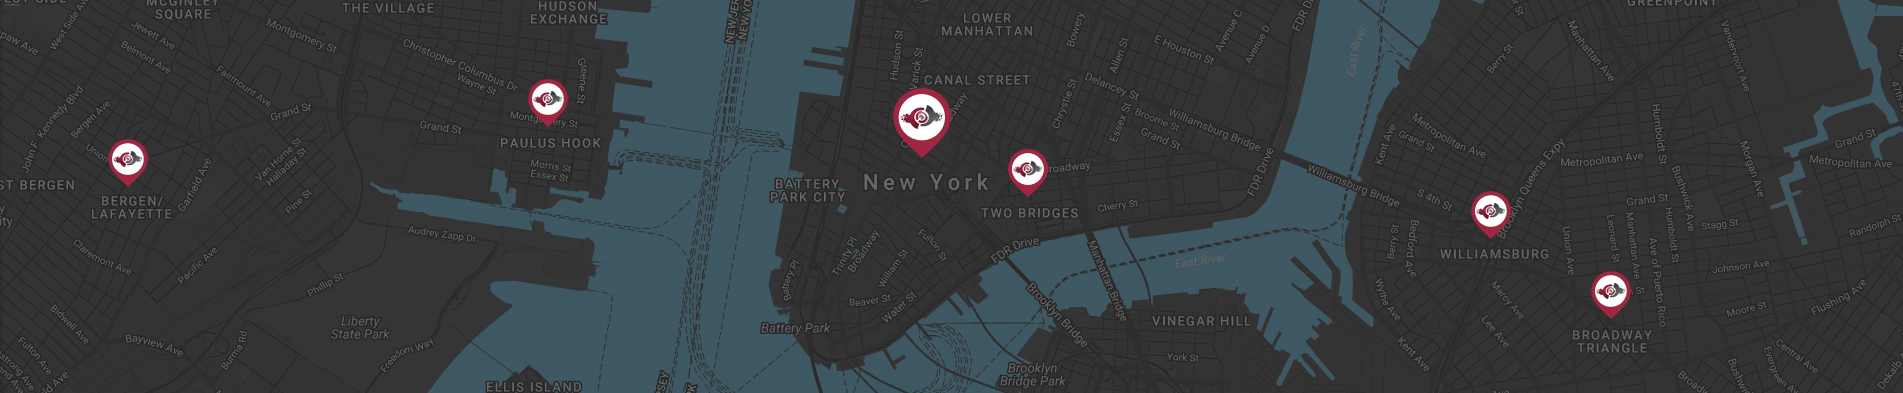 MCGINLEY
SQUARE
THE VILLAGE
HUDSON
EXCHANGE
LOWER
MANHATTAN
CANAL STREET
Montgomery St
Jewett Ave
Belmont Ave
West Side Ave
Fairmount Ave
Christopher Columbus Dr
Wayne St
Greene St
Montgomery St
PAULUS HOOK
Grand St
Grand St
John F Kennedy Blvd
Bergen Ave
Union
BERGEN/
LAFAYETTE
ST BERGEN
Garfield Ave
Van Horne St
Halladay St
Pine St
Morris St
Essex St
Claremont Ave
Pacific Ave
Phillip St
Audrey Zapp Dr
Bidwell Ave
Bayview Ave
Fulton Ave
Burma Rd
Liberty
State Park
Freedom Way
ELLIS ISLAND
Hudson St
Varick St
Bowery
Allen St
E Houston St
Avenue C
Avenue D
FDR D
East River
Delancey St
Chrystie St
Essex St
Broome St
Grand St
Williamsburg Bridge
FDR Drive
Williamsburg Bridge
BATTERY
PARK CITY
New York
roadway
TWO BRIDGES
Cherry St
Trinity Pl
Broadway
William St
Fulton St
FDR Drive
Battery Pl
Beaver St
Water St
Battery Park
Manhattan Bridge
East River
Brooklyn Bridge
VINEGAR HILL
York St
Brooklyn
Bridge Park
GREENPOINT
Berry St
Manhattan Ave
Vandervoort Ave
Kent Ave
Metropolitan Ave
Grand St
Humboldt St
Metropolitan Ave
Morgan Ave
Grand St
Metropolitan Ave
Brooklyn Queens Expy
Bushwick Ave
S 4th St
WILLIAMSBURG
Berry St
Bedford Ave
Union Ave
Leonard St
Manhattan Ave
Grand St
Humboldt St
Stagg St
Randolph St
Ave of Puerto Rico
Johnson Ave
Flushing Ave
Moore St
Wythe Ave
Marcy Ave
Lee Ave
Kent Ave
BROADWAY
TRIANGLE
Central Ave
Evergreen Ave